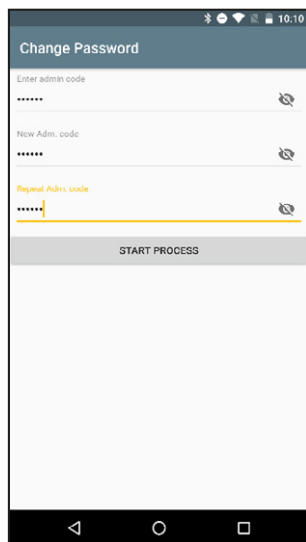 10:10
Change Password
Enter admin code
••••••
New Adm. code
••••••
Repeat Adm. code
••••••
START PROCESS